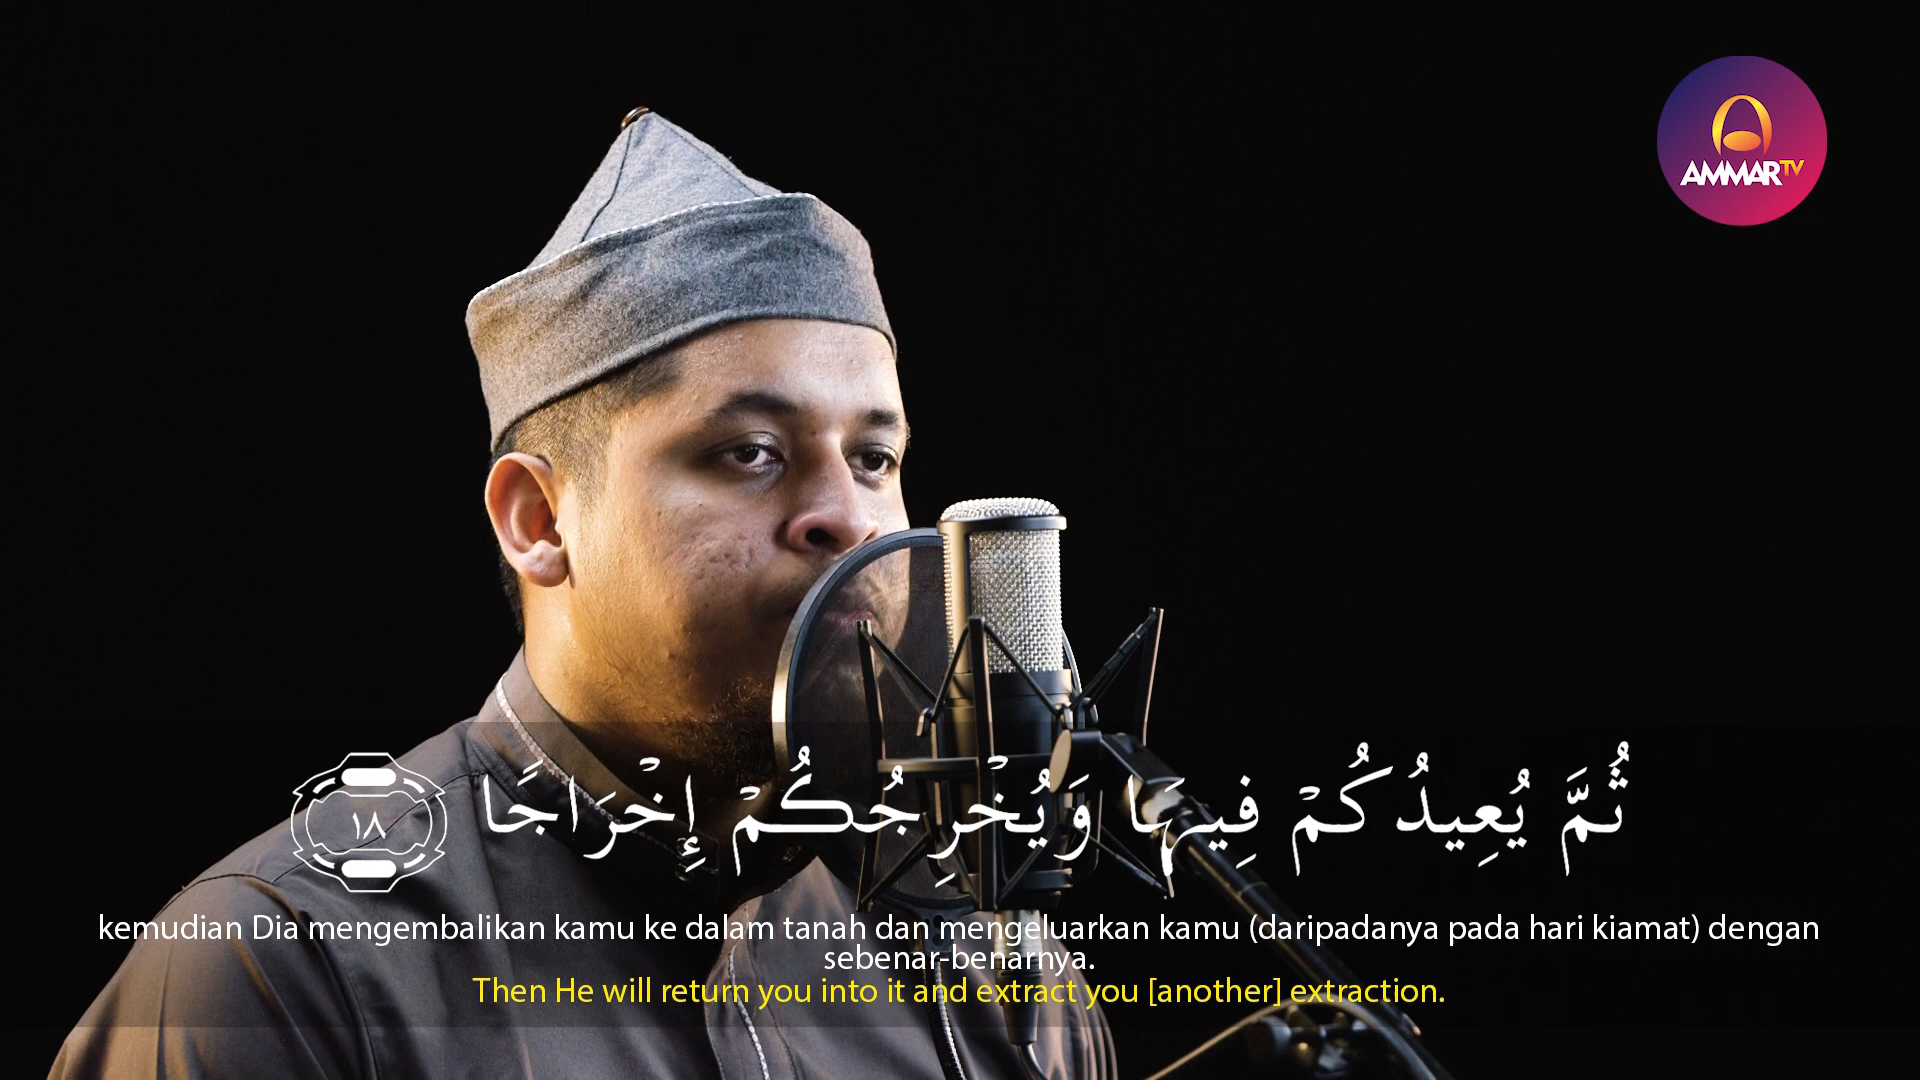 AMMARTV
ثُمَّ يُعِيدُكُمْ فِيهَا وَيُخْرِجُكُمْ إِخْرَاجًا ١٨
kemudian Dia mengembalikan kamu ke dalam tanah dan mengeluarkan kamu (daripadanya pada hari kiamat) dengan
sebenar-benarnya.
Then He will return you into it and extract you [another] extraction.